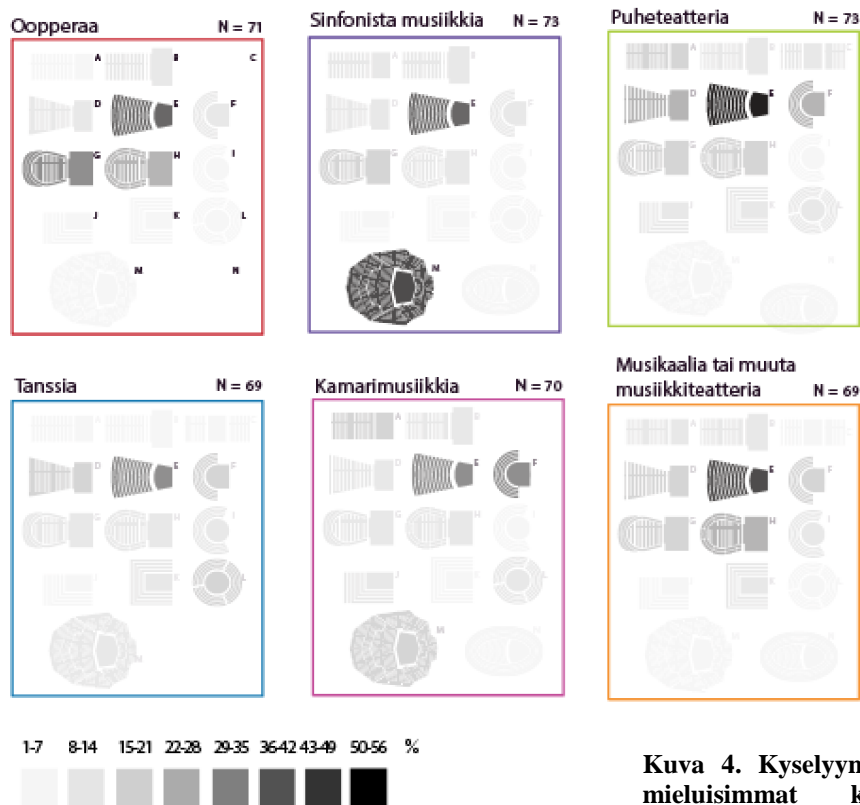 Oopperaa N = 71
A B C
D E F
G H I
J K L
M N
Sinfonista musiikkia N = 73
A B
D E F
G H I
K L
M N
Puheteatteria N = 73
A B C
D E F
G H I
J K L
M N
Tanssia N = 69
A B C
D E F
G H I
J K L
M
Kamarimusiikkia N = 70
A B
D E F
G H I
J L
M N
Musikaalia tai muuta
musiikkiteatteria N = 69
A B C
D E F
G H I
J K L
M N
1-7 8-14 15-21 22-28 29-35 36-42 43-49 50-56 %
Kuva 4. Kyselyyn
mieluisimmat k